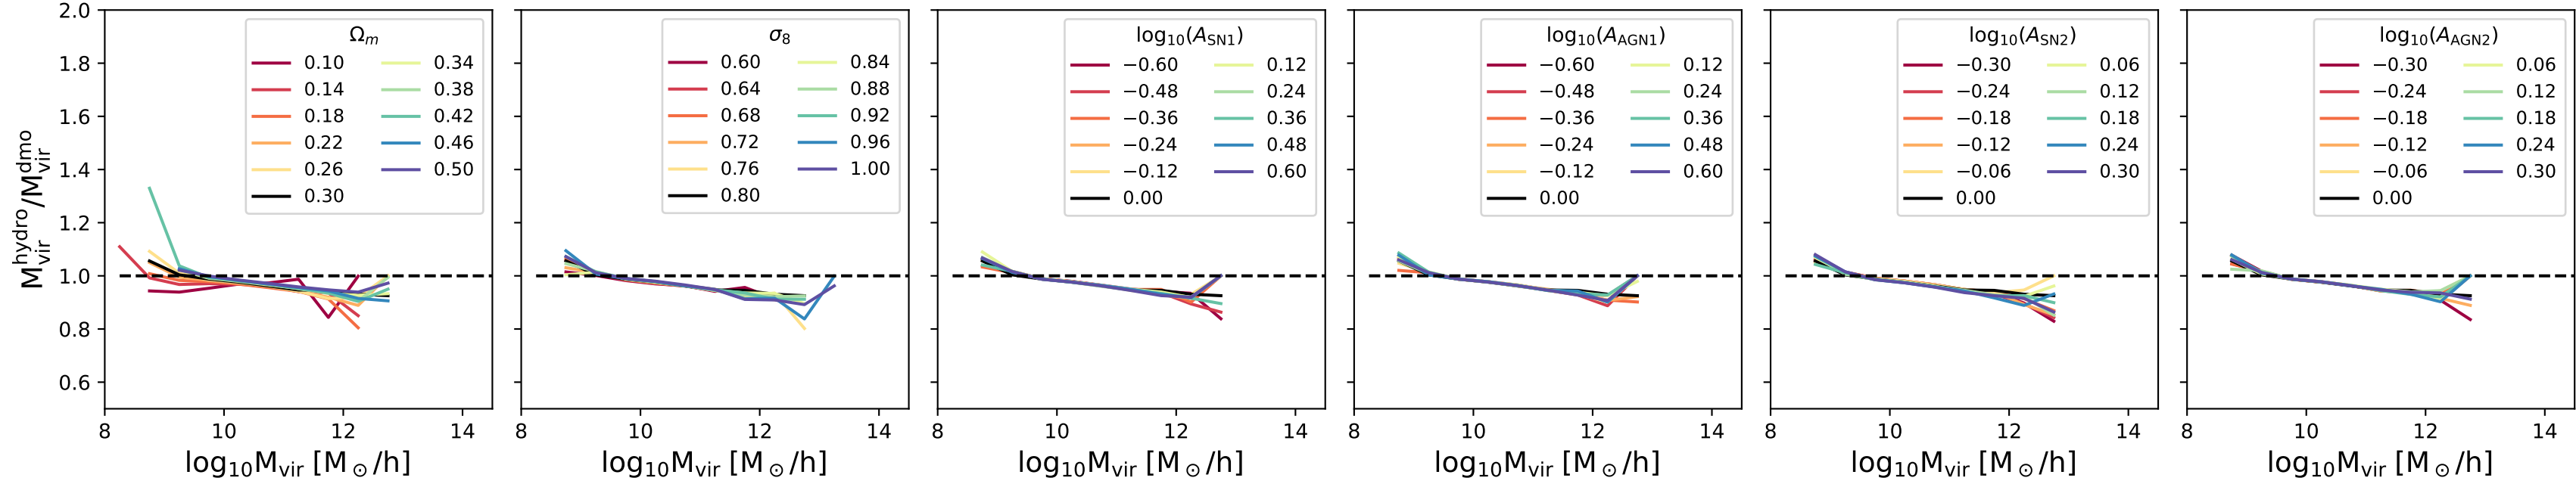 M_vir^hydro/M_vir^dmo
2.0
1.8
1.6
1.4
1.2
1.0
0.8
0.6
Ω_m
0.10 0.34
0.14 0.38
0.18 0.42
0.22 0.46
0.26 0.50
0.30
8 10 12 14
log₁₀M_vir [M_⊙/h]
σ₈
0.60 0.84
0.64 0.88
0.68 0.92
0.72 0.96
0.76 1.00
0.80
8 10 12 14
log₁₀M_vir [M_⊙/h]
log₁₀(A_SN1)
−0.60 0.12
−0.48 0.24
−0.36 0.36
−0.24 0.48
−0.12 0.60
0.00
8 10 12 14
log₁₀M_vir [M_⊙/h]
log₁₀(A_AGN1)
−0.60 0.12
−0.48 0.24
−0.36 0.36
−0.24 0.48
−0.12 0.60
0.00
8 10 12 14
log₁₀M_vir [M_⊙/h]
log₁₀(A_SN2)
−0.30 0.06
−0.24 0.12
−0.18 0.18
−0.12 0.24
−0.06 0.30
0.00
8 10 12 14
log₁₀M_vir [M_⊙/h]
log₁₀(A_AGN2)
−0.30 0.06
−0.24 0.12
−0.18 0.18
−0.12 0.24
−0.06 0.30
0.00
8 10 12 14
log₁₀M_vir [M_⊙/h]